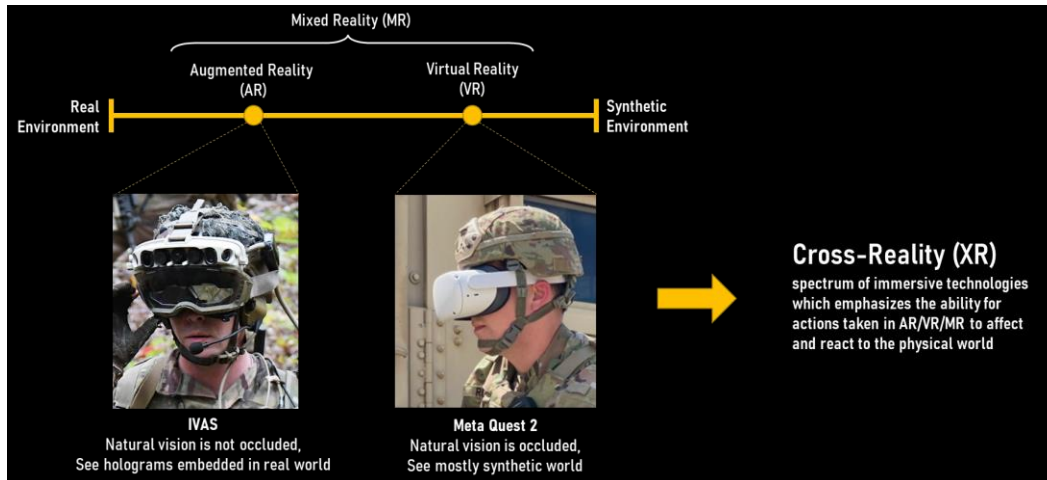 Mixed Reality (MR)
Augmented Reality
(AR)
Virtual Reality
(VR)
Real
Environment
Synthetic
Environment
IVAS
Natural vision is not occluded,
See holograms embedded in real world
Meta Quest 2
Natural vision is occluded,
See mostly synthetic world
Cross-Reality (XR)
spectrum of immersive technologies
which emphasizes the ability for
actions taken in AR/VR/MR to affect
and react to the physical world